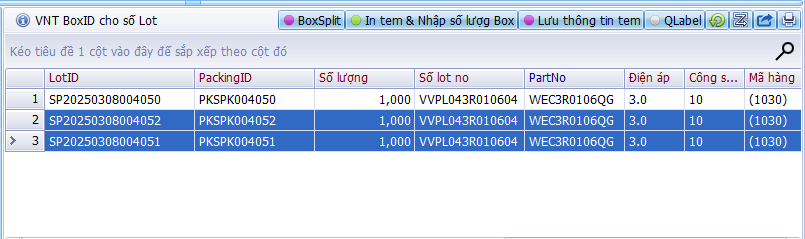 VNT BoxID cho số Lot BoxSplit In tem & Nhập số lượg Box Lưu thông tin tem QLabel
Kéo tiêu đề 1 cột vào đây để sắp xếp theo cột đó
LotID PackingID Số lượng Số lot no PartNo Điện áp Công s... Mã hàng
1 SP20250308004050 PKSPK004050 1,000 VVPL043R010604 WEC3R0106QG 3.0 10 (1030)
2 SP20250308004052 PKSPK004052 1,000 VVPL043R010604 WEC3R0106QG 3.0 10 (1030)
3 SP20250308004051 PKSPK004051 1,000 VVPL043R010604 WEC3R0106QG 3.0 10 (1030)